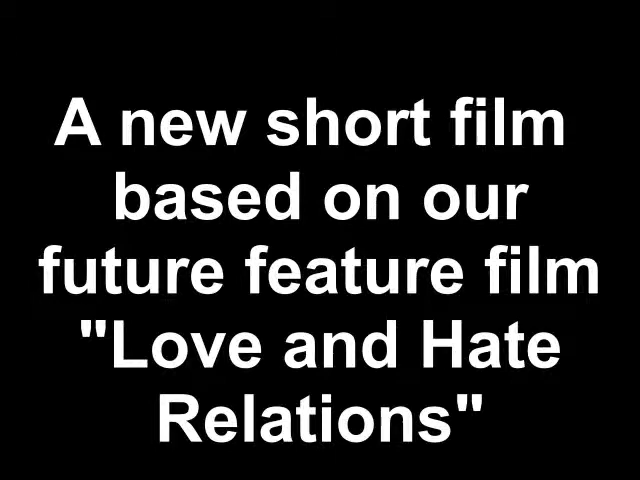 A new short film
based on our
future feature film
"Love and Hate
Relations"